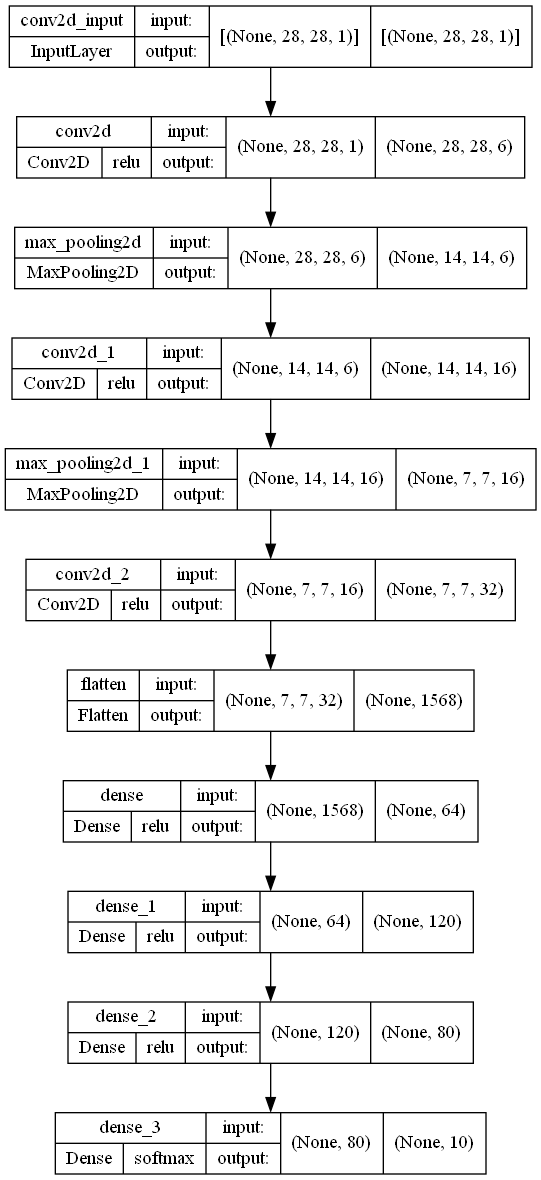 conv2d_input input: [(None, 28, 28, 1)] [(None, 28, 28, 1)]
InputLayer output:
conv2d input: (None, 28, 28, 1) (None, 28, 28, 6)
Conv2D relu output:
max_pooling2d input: (None, 28, 28, 6) (None, 14, 14, 6)
MaxPooling2D output:
conv2d_1 input: (None, 14, 14, 6) (None, 14, 14, 16)
Conv2D relu output:
max_pooling2d_1 input: (None, 14, 14, 16) (None, 7, 7, 16)
MaxPooling2D output:
conv2d_2 input: (None, 7, 7, 16) (None, 7, 7, 32)
Conv2D relu output:
flatten input: (None, 7, 7, 32) (None, 1568)
Flatten output:
dense input: (None, 1568) (None, 64)
Dense relu output:
dense_1 input: (None, 64) (None, 120)
Dense relu output:
dense_2 input: (None, 120) (None, 80)
Dense relu output:
dense_3 input: (None, 80) (None, 10)
Dense softmax output: